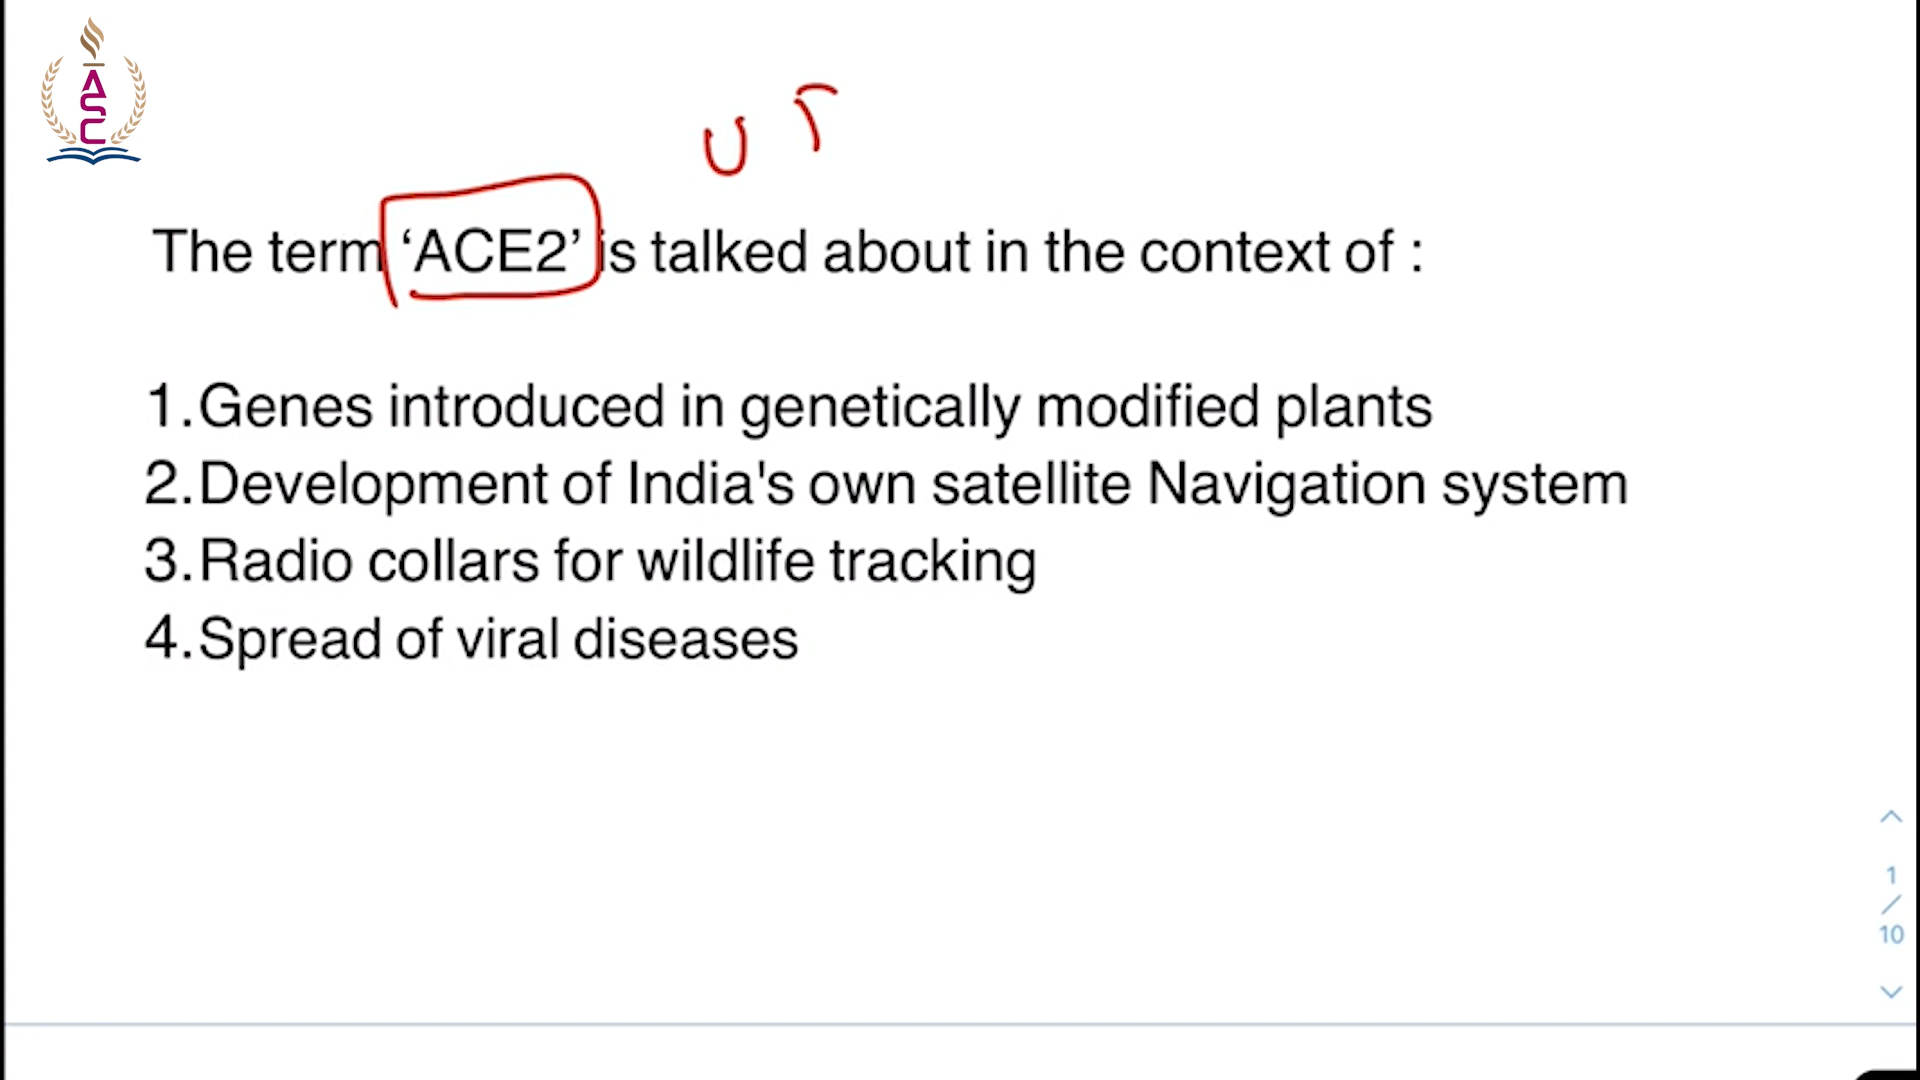 ASC
The term ‘ACE2’ is talked about in the context of :
1.Genes introduced in genetically modified plants
2.Development of India's own satellite Navigation system
3.Radio collars for wildlife tracking
4.Spread of viral diseases
1
/
10